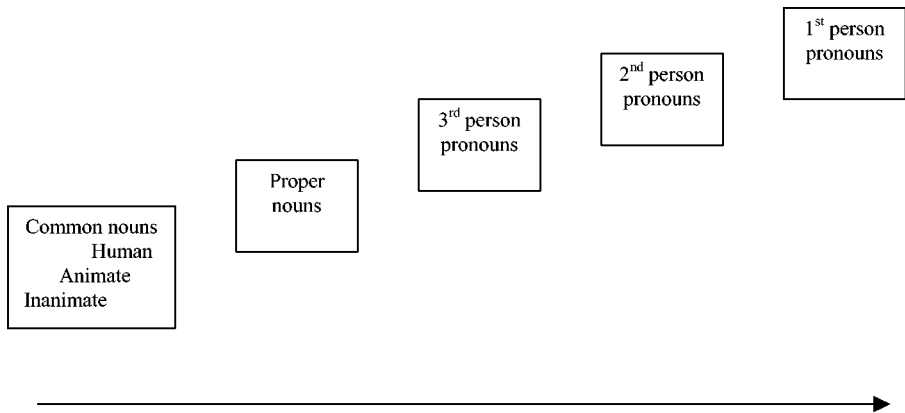 Common nouns
Human
Animate
Inanimate
Proper
nouns
3rd person
pronouns
2nd person
pronouns
1st person
pronouns